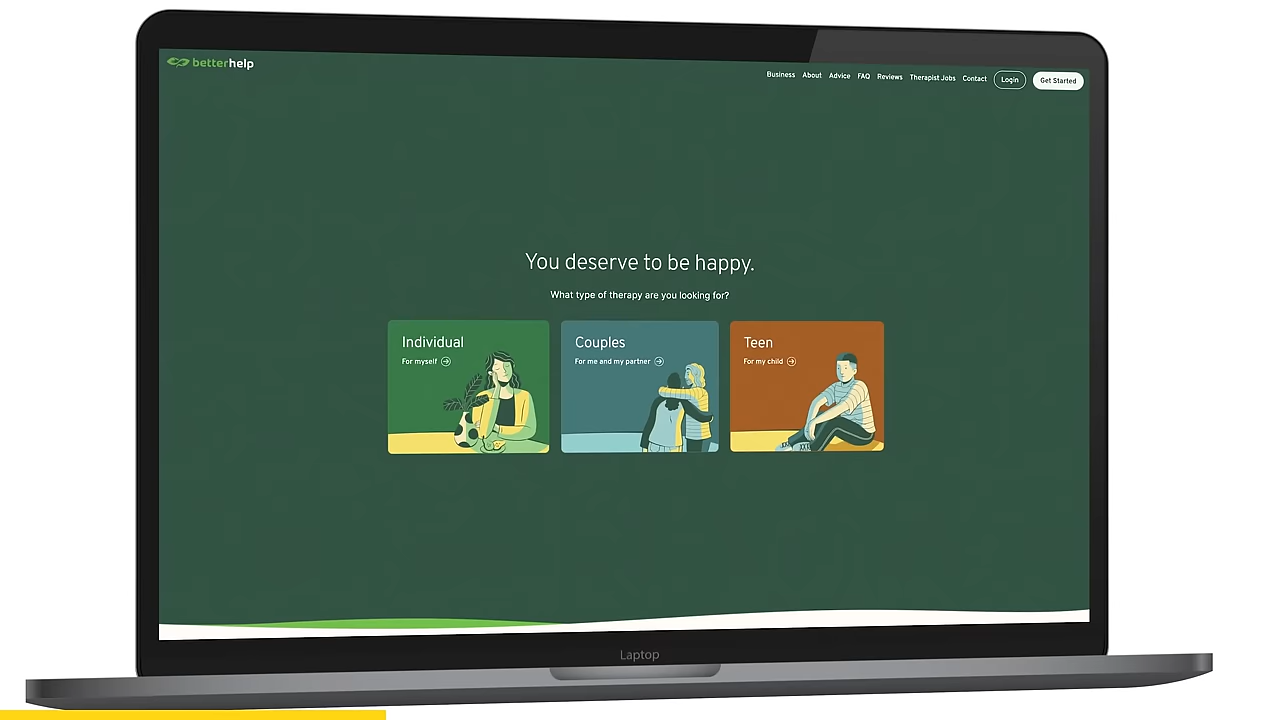 betterhelp
Business About Advice FAQ Reviews Therapist Jobs Contact Login Get Started
You deserve to be happy.
What type of therapy are you looking for?
Individual
For myself
Couples
For me and my partner
Teen
For my child
Laptop